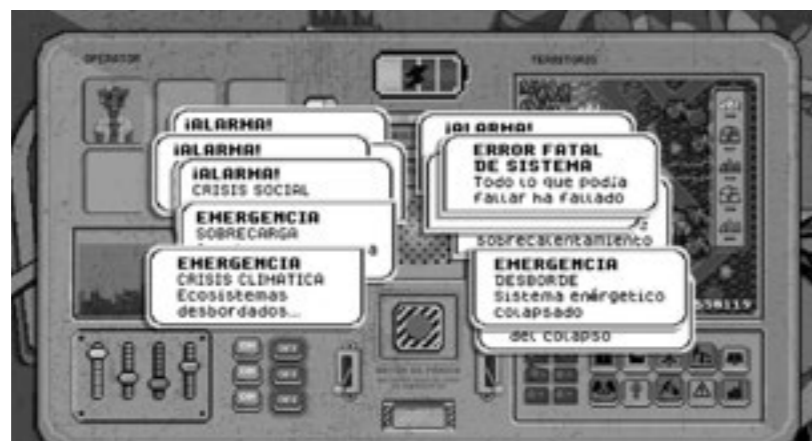 OPERATOR
TERRITORIO
¡ALARMA!
¡ALARMA!
¡ALARMA!
CRISIS SOCIAL
EMERGENCIA
SOBRECARGA
a
EMERGENCIA
CRISIS CLIMATICA
Ecosistemas
desbordados...
¡ALARMA!
ERROR FATAL
DE SISTEMA
Todo lo que podía
fallar ha fallado
sobrecalentamiento
EMERGENCIA
DESBORDE
Sistema enérgetico
colapsado
del colapso